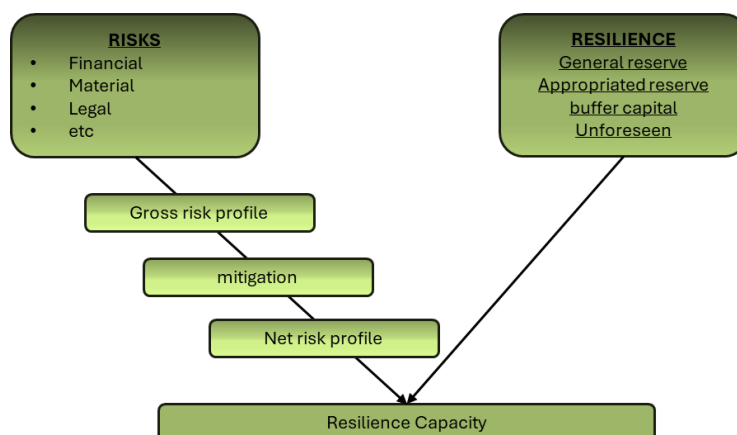 RISKS
• Financial
• Material
• Legal
• etc
RESILIENCE
General reserve
Appropriated reserve
buffer capital
Unforeseen
Gross risk profile
mitigation
Net risk profile
Resilience Capacity